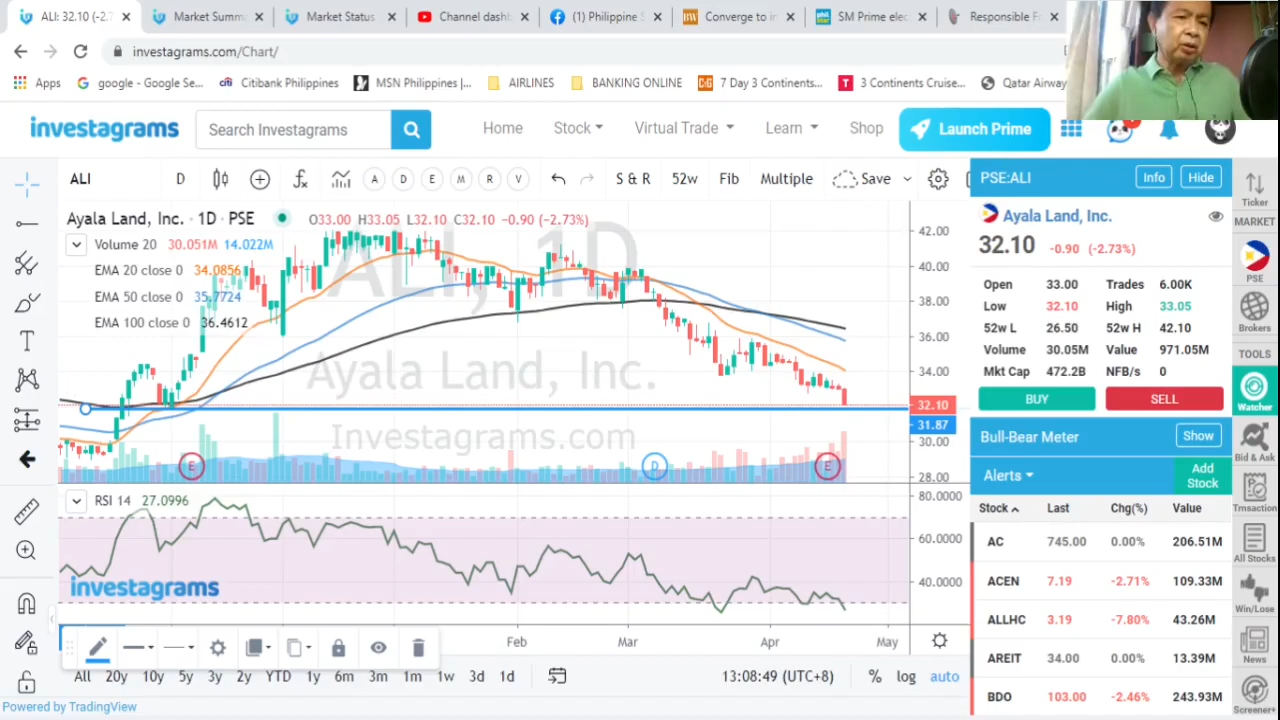 ALI: 32.10 (-2.7
Market Summ
Market Status
Channel dash
(1) Philippine S
Converge to in
SM Prime elec
Responsible Fi
investagrams.com/Chart/
Apps
google - Google Se...
Citibank Philippines
MSN Philippines |...
AIRLINES
BANKING ONLINE
7 Day 3 Continents...
3 Continents Cruise...
Qatar Airway
investagrams
Search Investagrams
Home
Stock
Virtual Trade
Learn
Shop
Launch Prime
ALI
D
A D E M R V
S & R
52w
Fib
Multiple
Save
Ayala Land, Inc. · 1D · PSE
O33.00 H33.05 L32.10 C32.10 -0.90 (-2.73%)
Volume 20 30.051M 14.022M
EMA 20 close 0 34.0856
EMA 50 close 0 35.7724
EMA 100 close 0 36.4612
ALI, 1D
Ayala Land, Inc.
Investagrams.com
42.00
40.00
38.00
36.00
34.00
32.10
31.87
30.00
28.00
E
D
E
RSI 14 27.0996
80.0000
60.0000
40.0000
investagrams
Feb
Mar
Apr
May
All 20y 10y 5y 3y 2y YTD 1y 6m 3m 1m 1w 3d 1d
13:08:49 (UTC+8)
% log auto
Powered by TradingView
PSE:ALI
Info
Hide
Ayala Land, Inc.
32.10 -0.90 (-2.73%)
Open 33.00 Trades 6.00K
Low 32.10 High 33.05
52w L 26.50 52w H 42.10
Volume 30.05M Value 971.05M
Mkt Cap 472.2B NFB/s 0
BUY
SELL
Bull-Bear Meter
Show
Alerts
Add Stock
Stock Last Chg(%) Value
AC 745.00 0.00% 206.51M
ACEN 7.19 -2.71% 109.33M
ALLHC 3.19 -7.80% 43.26M
AREIT 34.00 0.00% 13.39M
BDO 103.00 -2.46% 243.93M
Ticker
MARKET
PSE
Brokers
TOOLS
Watcher
Bid & Ask
Trnsaction
All Stocks
Win/Lose
News
Screener+